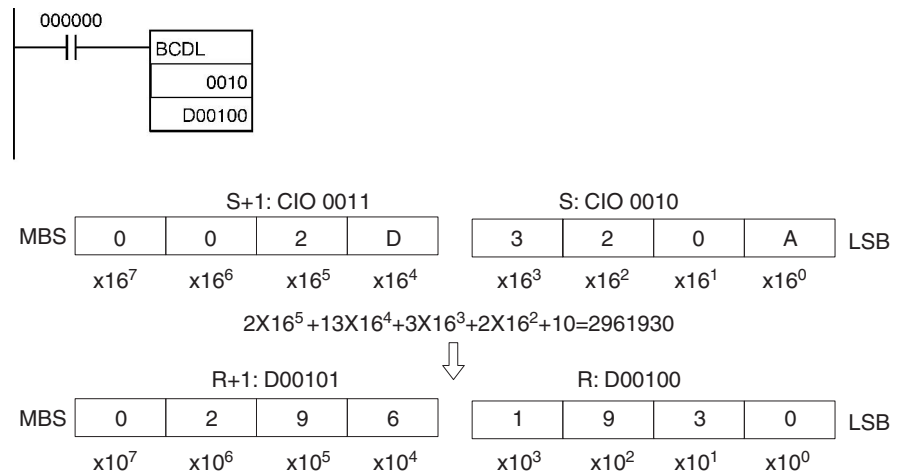 000000
BCDL
0010
D00100
S+1: CIO 0011 S: CIO 0010
MBS 0 0 2 D 3 2 0 A LSB
x16⁷ x16⁶ x16⁵ x16⁴ x16³ x16² x16¹ x16⁰
2X16⁵+13X16⁴+3X16³+2X16²+10=2961930
R+1: D00101 R: D00100
MBS 0 2 9 6 1 9 3 0 LSB
x10⁷ x10⁶ x10⁵ x10⁴ x10³ x10² x10¹ x10⁰